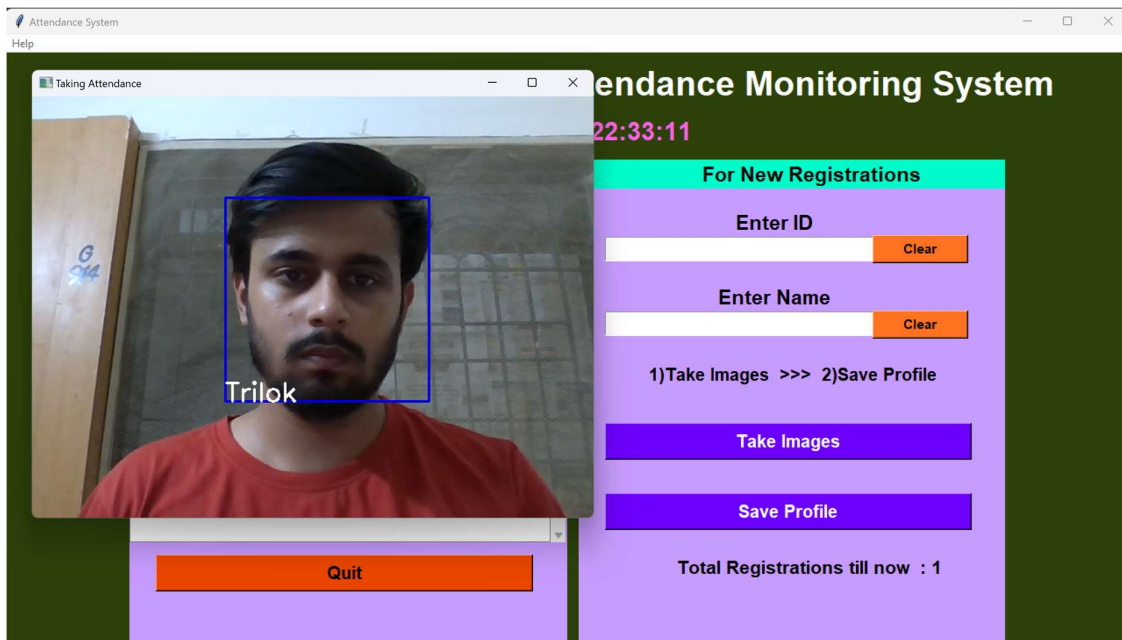 Attendance System
Help
Taking Attendance
endance Monitoring System
22:33:11
For New Registrations
Enter ID
Clear
Enter Name
Clear
1)Take Images >>> 2)Save Profile
Take Images
Save Profile
Total Registrations till now : 1
G
914
Trilok
Quit